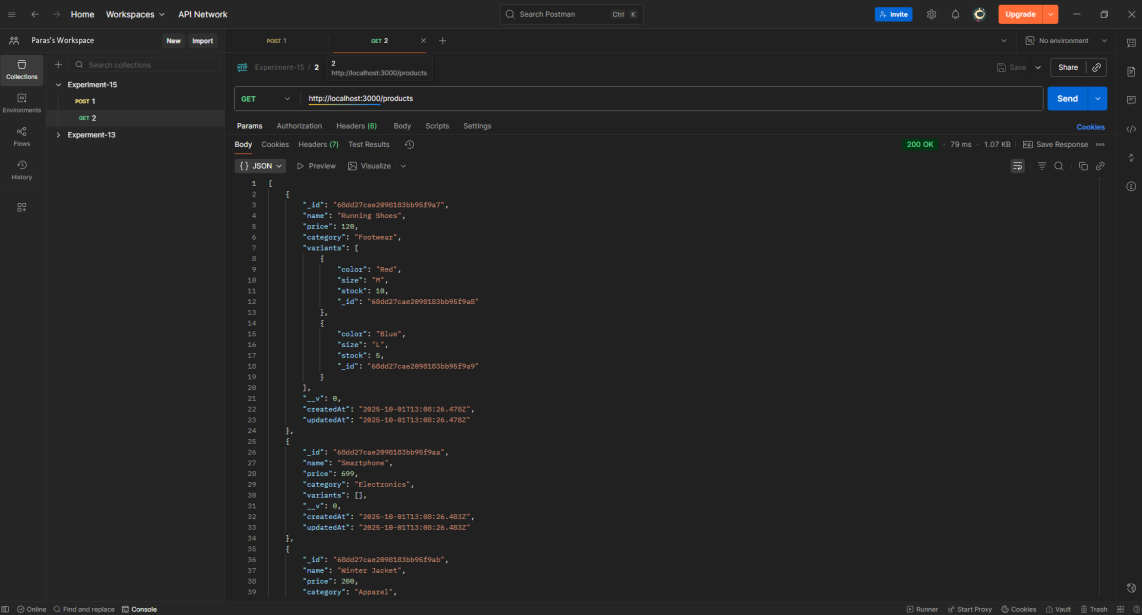 Home Workspaces API Network Search Postman Ctrl K Invite Upgrade
Paras's Workspace New Import POST 1 GET 2 No environment
Collections
Environments
Flows
History
Search collections
Experiment-15
POST 1
GET 2
Experment-13
HTTP Experiment-15 / 2
2
http://localhost:3000/products
Save Share
GET http://localhost:3000/products Send
Params Authorization Headers (6) Body Scripts Settings Cookies
Body Cookies Headers (7) Test Results 200 OK • 79 ms • 1.07 KB Save Response
{} JSON Preview Visualize
1 [
2 {
3 "_id": "68dd27cae2098183bb95f9a7",
4 "name": "Running Shoes",
5 "price": 120,
6 "category": "Footwear",
7 "variants": [
8 {
9 "color": "Red",
10 "size": "M",
11 "stock": 10,
12 "_id": "68dd27cae2098183bb95f9a8"
13 },
14 {
15 "color": "Blue",
16 "size": "L",
17 "stock": 5,
18 "_id": "68dd27cae2098183bb95f9a9"
19 }
20 ],
21 "__v": 0,
22 "createdAt": "2025-10-01T13:08:26.478Z",
23 "updatedAt": "2025-10-01T13:08:26.478Z"
24 },
25 {
26 "_id": "68dd27cae2098183bb95f9aa",
27 "name": "Smartphone",
28 "price": 699,
29 "category": "Electronics",
30 "variants": [],
31 "__v": 0,
32 "createdAt": "2025-10-01T13:08:26.483Z",
33 "updatedAt": "2025-10-01T13:08:26.483Z"
34 },
35 {
36 "_id": "68dd27cae2098183bb95f9ab",
37 "name": "Winter Jacket",
38 "price": 200,
39 "category": "Apparel",
Online Find and replace Console Runner Start Proxy Cookies Vault Trash